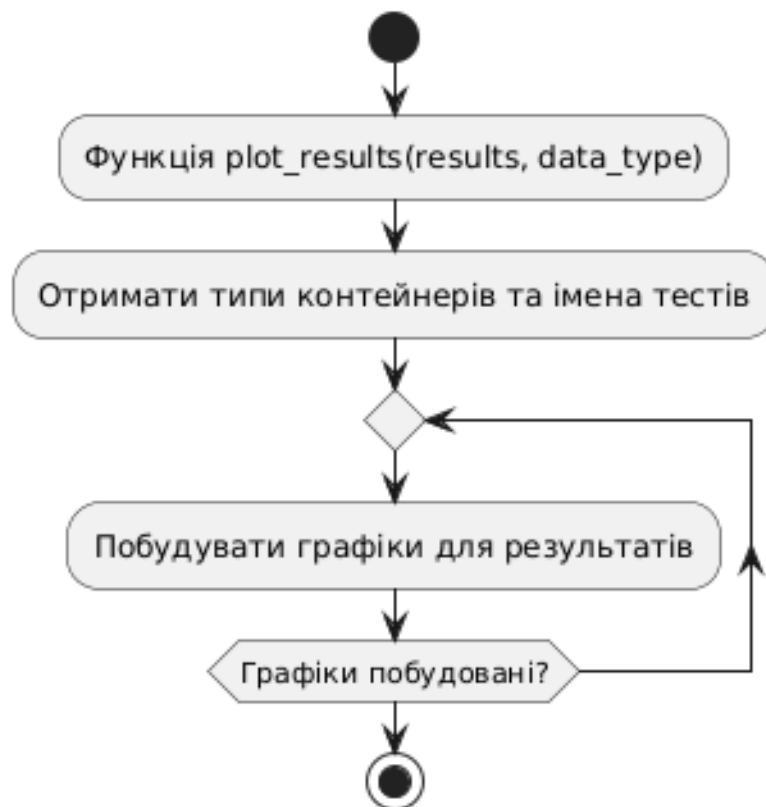 Функція plot_results(results, data_type)
Отримати типи контейнерів та імена тестів
Побудувати графіки для результатів
Графіки побудовані?